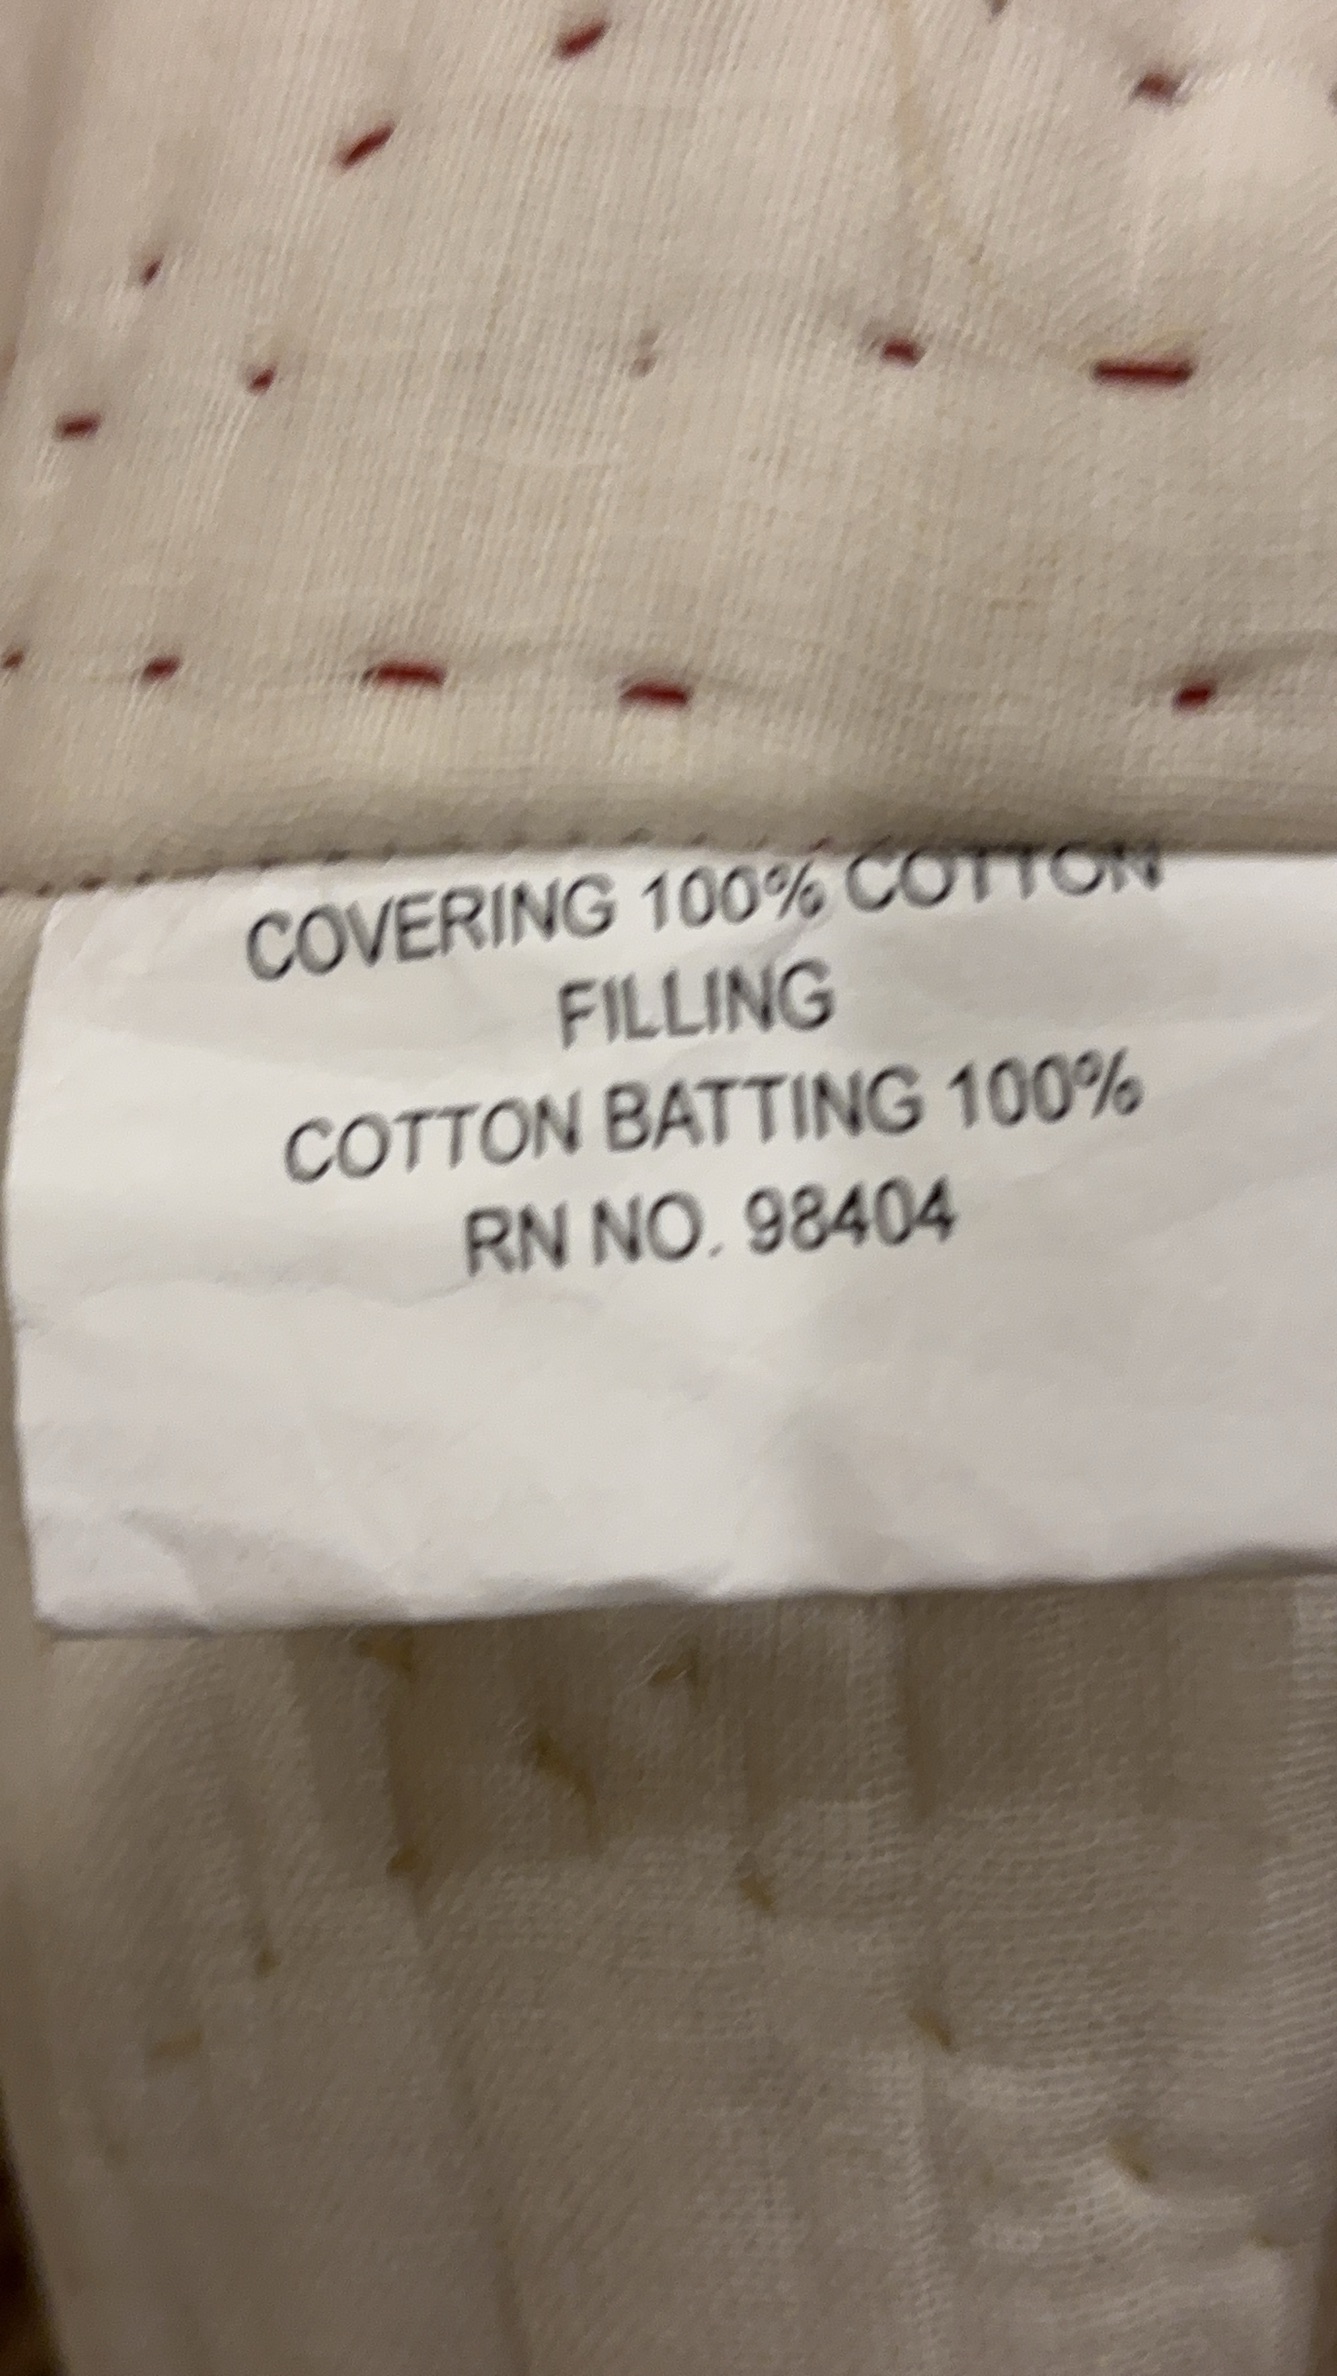 COVERING 100% COTTON
FILLING
COTTON BATTING 100%
RN NO. 98404